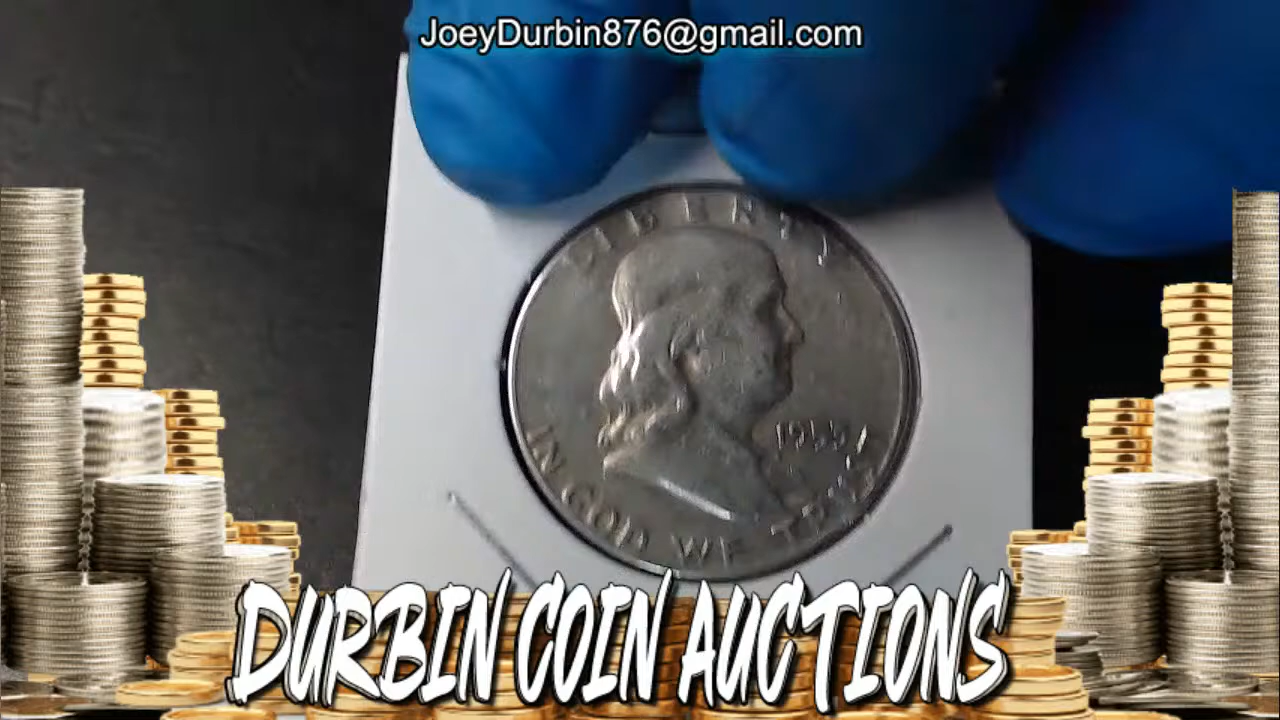 JoeyDurbin876@gmail.com
LIBERTY
1955
IN GOD WE TRUST
DURBIN COIN AUCTIONS